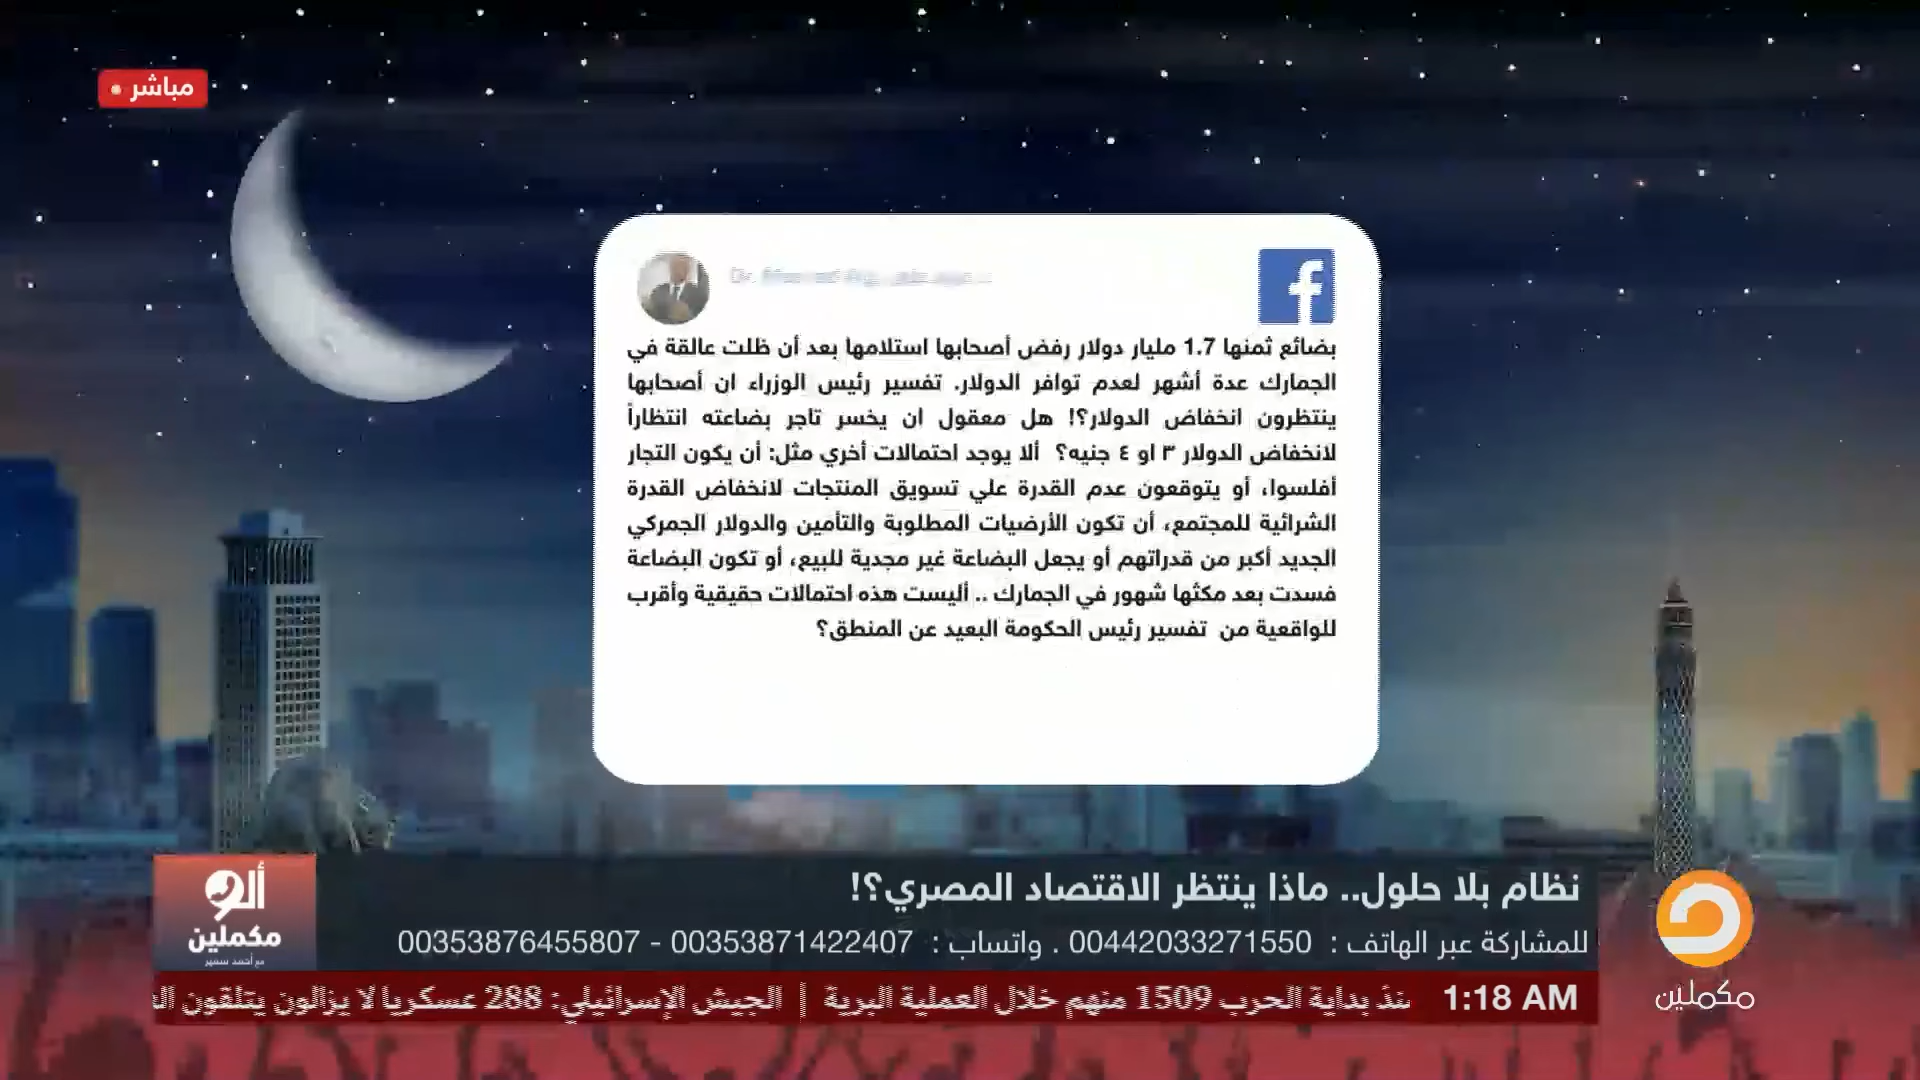 مباشر
بضائع ثمنها 1.7 مليار دولار رفض أصحابها استلامها بعد أن ظلت عالقة في
الجمارك عدة أشهر لعدم توافر الدولار. تفسير رئيس الوزراء ان أصحابها
ينتظرون انخفاض الدولار؟! هل معقول ان يخسر تاجر بضاعته انتظاراً
لانخفاض الدولار ٣ او ٤ جنيه؟ ألا يوجد احتمالات أخري مثل: أن يكون التجار
أفلسوا، أو يتوقعون عدم القدرة علي تسويق المنتجات لانخفاض القدرة
الشرائية للمجتمع، أن تكون الأرضيات المطلوبة والتأمين والدولار الجمركي
الجديد أكبر من قدراتهم أو يجعل البضاعة غير مجدية للبيع، أو تكون البضاعة
فسدت بعد مكثها شهور في الجمارك .. أليست هذه احتمالات حقيقية وأقرب
للواقعية من تفسير رئيس الحكومة البعيد عن المنطق؟
نظام بلا حلول.. ماذا ينتظر الاقتصاد المصري؟!
للمشاركة عبر الهاتف : 00442033271550 . واتساب : 00353871422407 - 00353876455807
ألو
مكملين
مع أحمد سمير
1:18 AM
منذ بداية الحرب 1509 منهم خلال العملية البرية | الجيش الإسرائيلي: 288 عسكريا لا يزالون يتلقون
مكملين